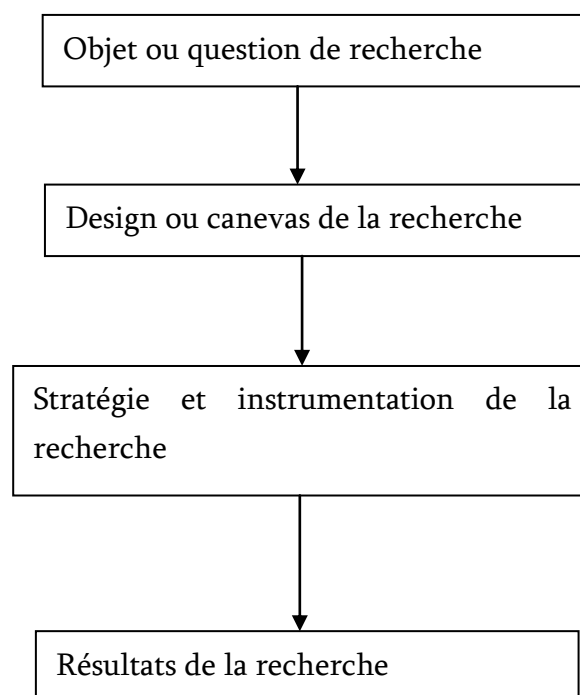 Objet ou question de recherche
Design ou canevas de la recherche
Stratégie et instrumentation de la
recherche
Résultats de la recherche